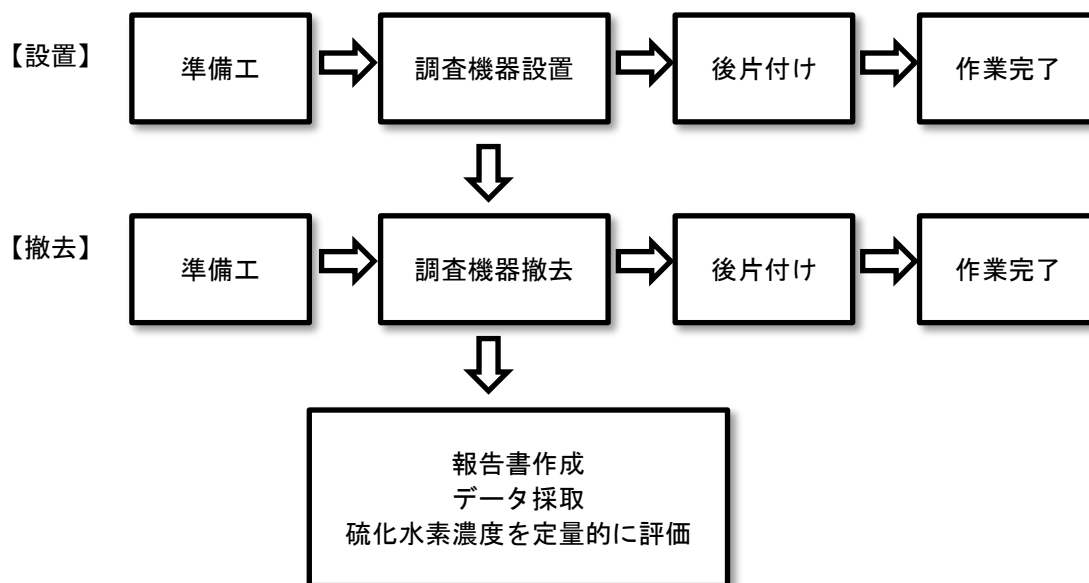 【設置】
準備工
調査機器設置
後片付け
作業完了
【撤去】
準備工
調査機器撤去
後片付け
作業完了
報告書作成
データ採取
硫化水素濃度を定量的に評価